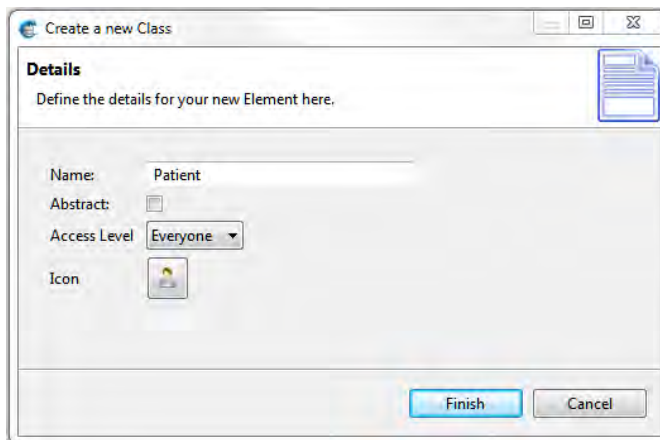 Create a new Class
Details
Define the details for your new Element here.
Name: Patient
Abstract:
Access Level Everyone
Icon
Finish Cancel